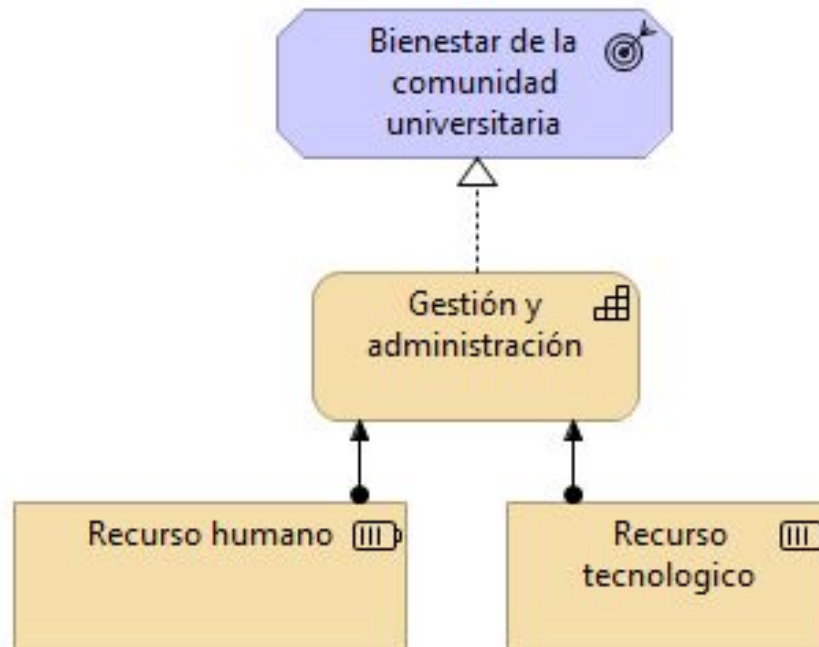 Bienestar de la
comunidad
universitaria
Gestión y
administración
Recurso humano
Recurso
tecnologico